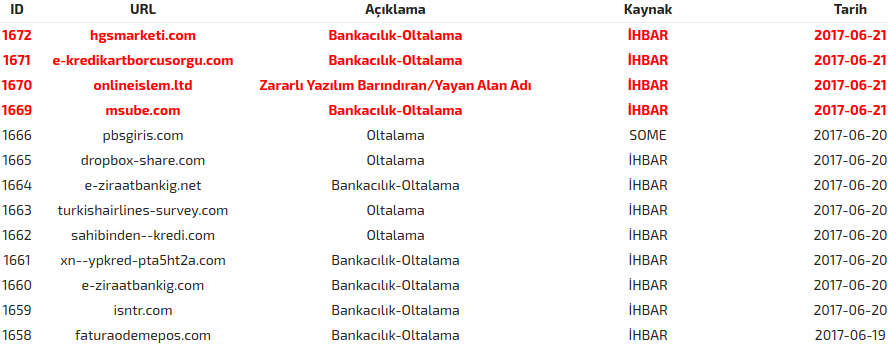 ID URL Açıklama Kaynak Tarih
1672 hgsmarketi.com Bankacılık-Oltalama İHBAR 2017-06-21
1671 e-kredikartborcusorgu.com Bankacılık-Oltalama İHBAR 2017-06-21
1670 onlineislem.ltd Zararlı Yazılım Barındıran/Yayan Alan Adı İHBAR 2017-06-21
1669 msube.com Bankacılık-Oltalama İHBAR 2017-06-21
1666 pbsgiris.com Oltalama SOME 2017-06-20
1665 dropbox-share.com Oltalama İHBAR 2017-06-20
1664 e-ziraatbankig.net Bankacılık-Oltalama İHBAR 2017-06-20
1663 turkishairlines-survey.com Oltalama İHBAR 2017-06-20
1662 sahibinden--kredi.com Oltalama İHBAR 2017-06-20
1661 xn--ypkred-pta5ht2a.com Bankacılık-Oltalama İHBAR 2017-06-20
1660 e-ziraatbankig.com Bankacılık-Oltalama İHBAR 2017-06-20
1659 isntr.com Bankacılık-Oltalama İHBAR 2017-06-20
1658 faturaodemepos.com Bankacılık-Oltalama İHBAR 2017-06-19